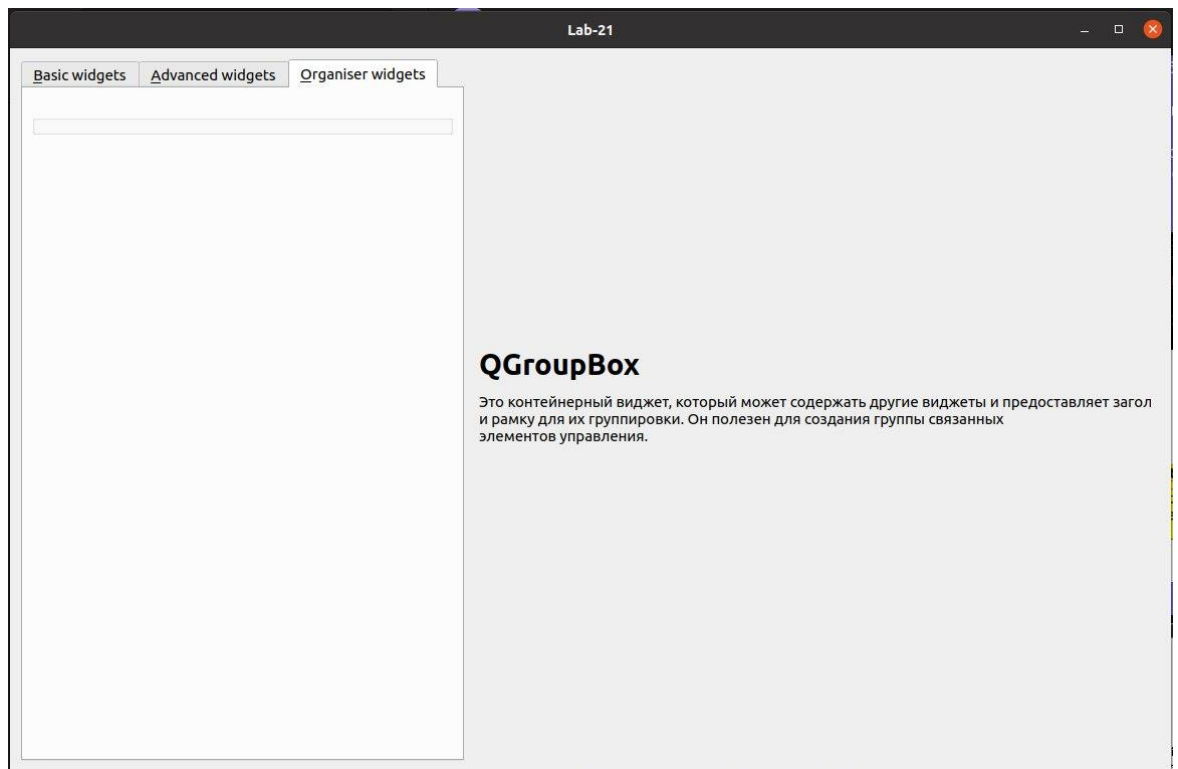 Lab-21
Basic widgets Advanced widgets Organiser widgets
QGroupBox
Это контейнерный виджет, который может содержать другие виджеты и предоставляет загол
и рамку для их группировки. Он полезен для создания группы связанных
элементов управления.